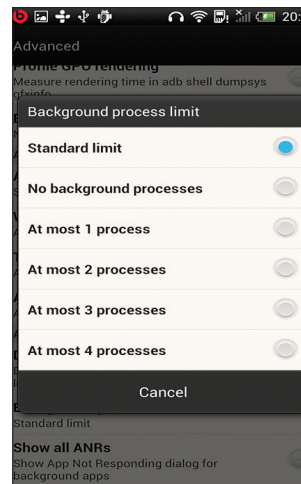 20:
Advanced
Profile GPU rendering
Measure rendering time in adb shell dumpsys
gfxinfo
Background process limit
Standard limit
No background processes
At most 1 process
At most 2 processes
At most 3 processes
At most 4 processes
Cancel
Standard limit
Show all ANRs
Show App Not Responding dialog for
background apps